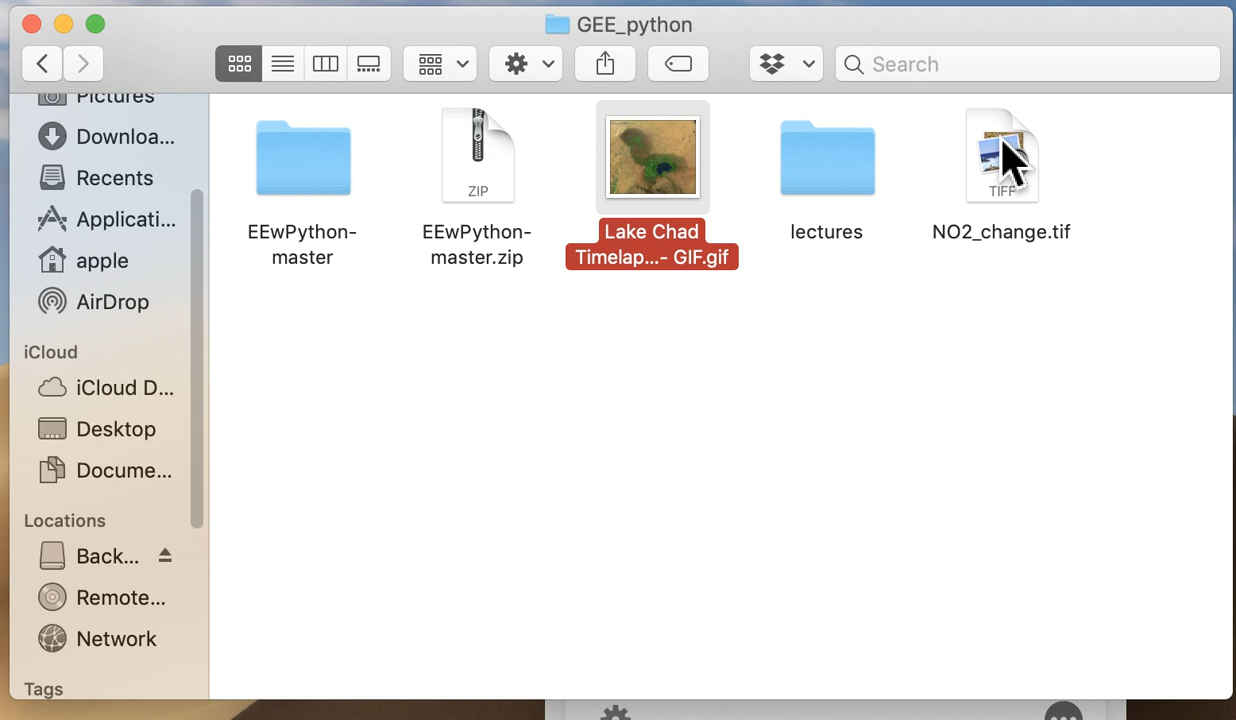 GEE_python
Search
Pictures
Downloa...
Recents
Applicati...
apple
AirDrop
iCloud
iCloud D...
Desktop
Docume...
Locations
Back...
Remote...
Network
Tags
ZIP
TIFF
EEwPython-
master
EEwPython-
master.zip
Lake Chad
Timelap...- GIF.gif
lectures
NO2_change.tif